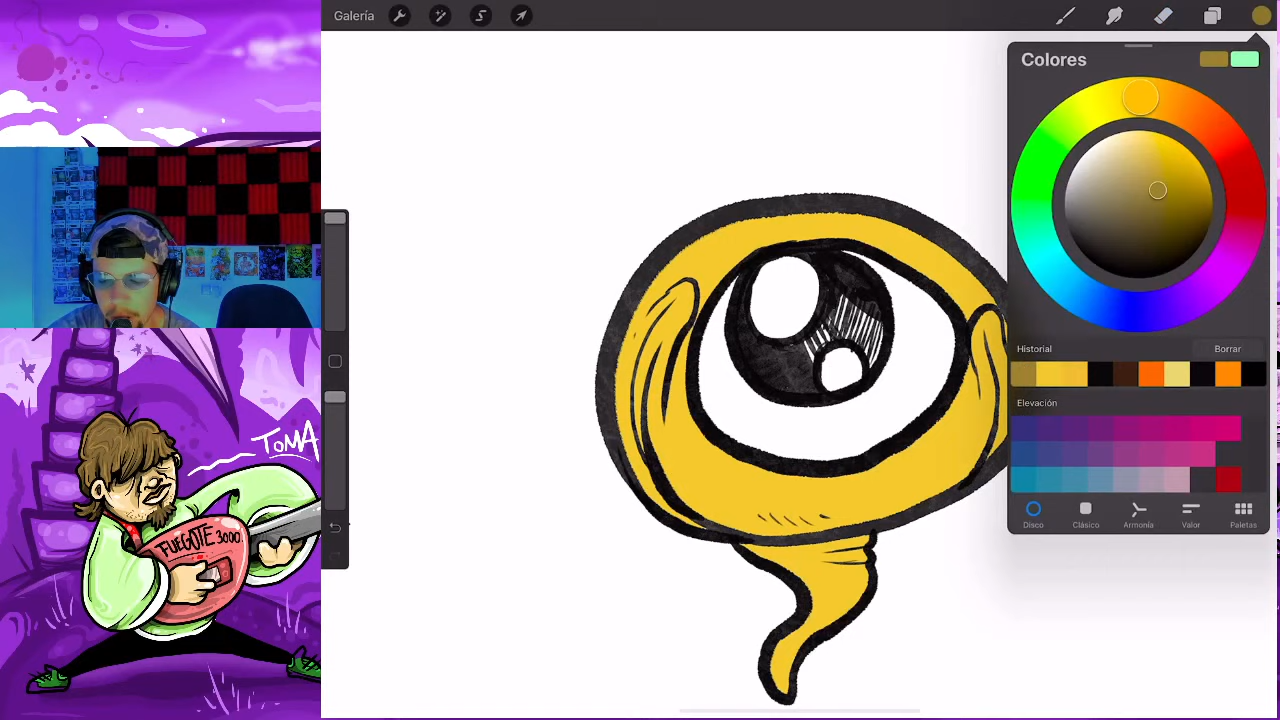 Galería
Colores
Historial
Borrar
Elevación
Disco
Clásico
Armonía
Valor
Paletas
TOMA
FUEGOTE 3000